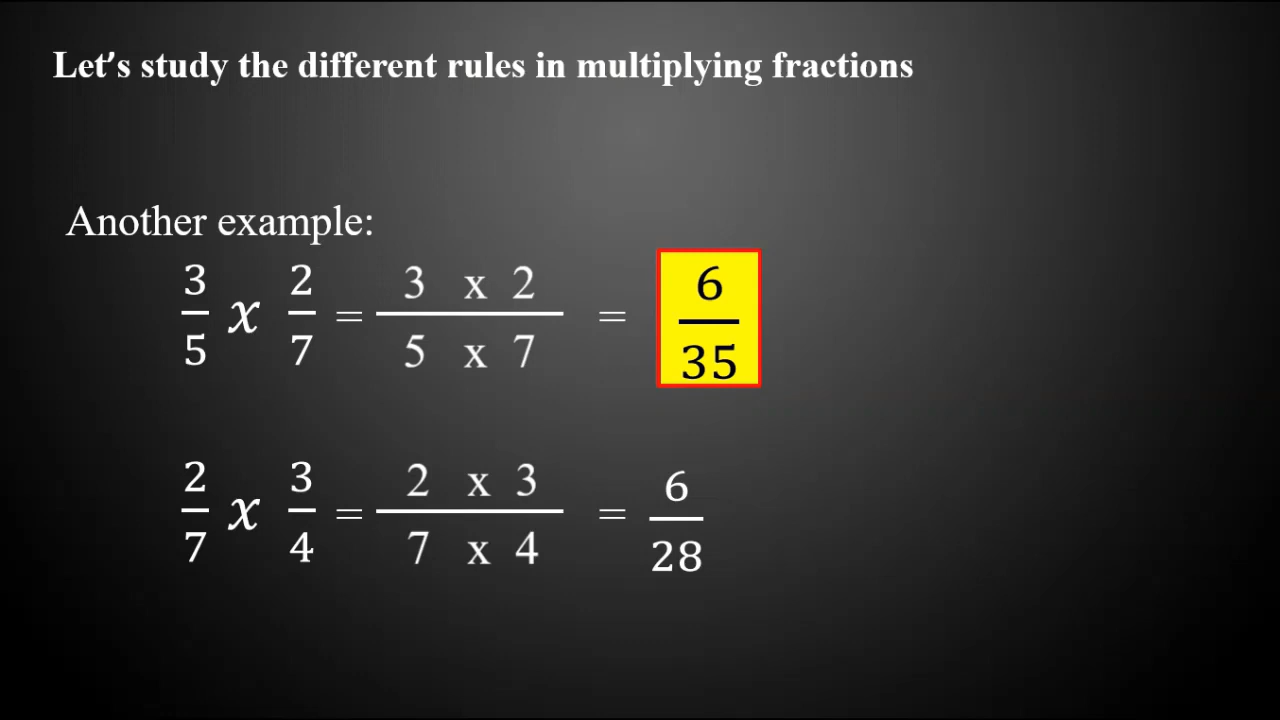 Let's study the different rules in multiplying fractions
Another example:
3/5 x 2/7 = 3 x 2 / 5 x 7 = 6/35
2/7 x 3/4 = 2 x 3 / 7 x 4 = 6/28